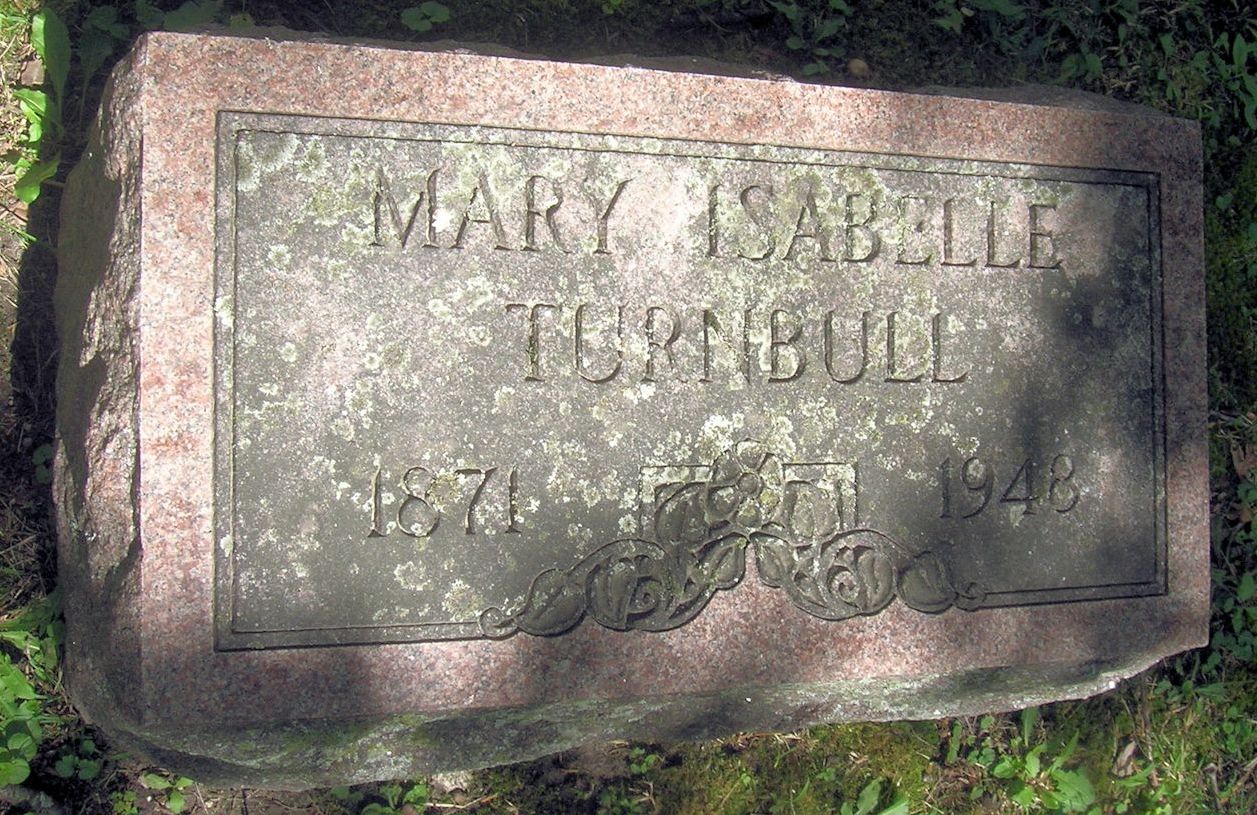 MARY ISABELLE
TURNBULL
1871 1948